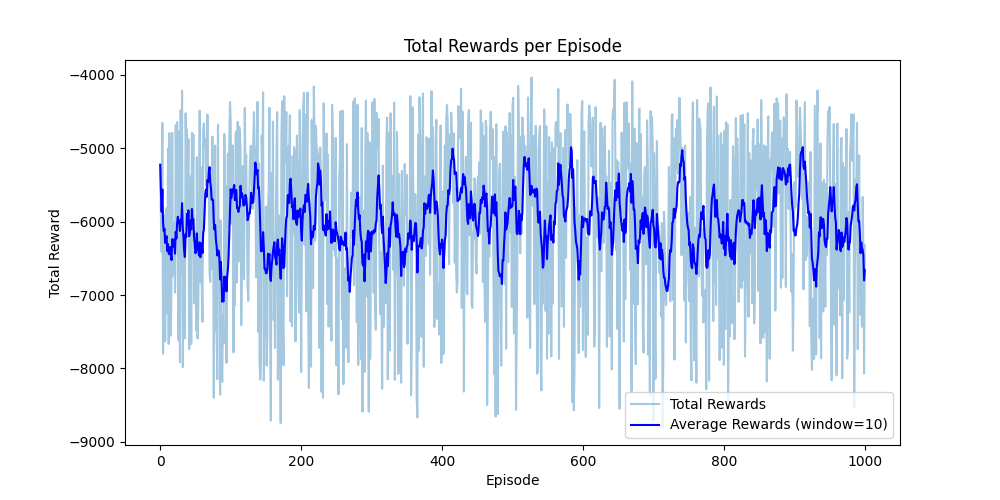 Total Rewards per Episode
Total Reward
−4000
−5000
−6000
−7000
−8000
−9000
0
200
400
600
800
1000
Episode
Total Rewards
Average Rewards (window=10)